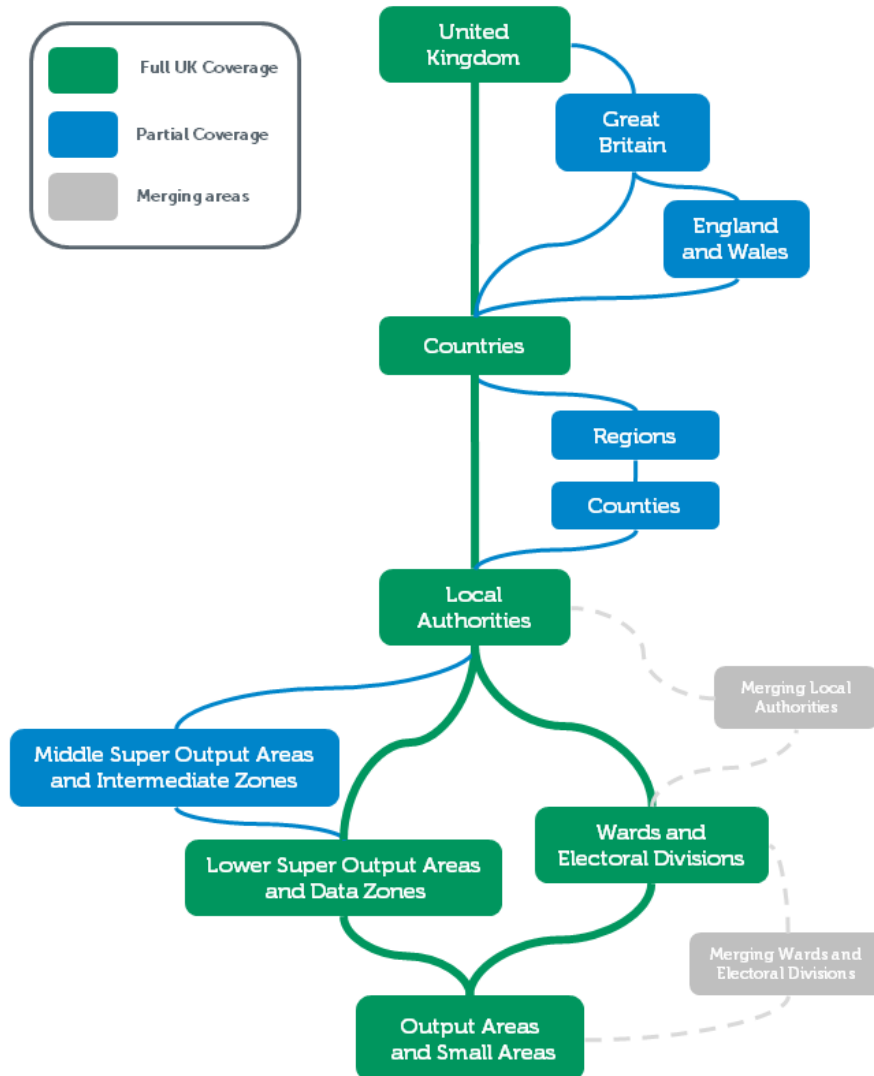 Full UK Coverage
Partial Coverage
Merging areas
United
Kingdom
Great
Britain
England
and Wales
Countries
Regions
Counties
Local
Authorities
Merging Local
Authorities
Middle Super Output Areas
and Intermediate Zones
Wards and
Electoral Divisions
Lower Super Output Areas
and Data Zones
Merging Wards and
Electoral Divisions
Output Areas
and Small Areas